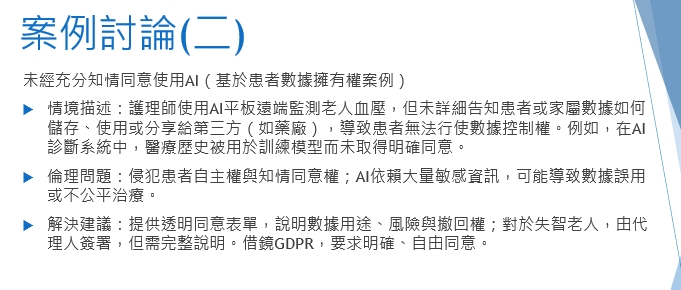 案例討論(二)
未經充分知情同意使用AI（基於患者數據擁有權案例）
情境描述：護理師使用AI平板遠端監測老人血壓，但未詳細告知患者或家屬數據如何
儲存、使用或分享給第三方（如藥廠），導致患者無法行使數據控制權。例如，在AI
診斷系統中，醫療歷史被用於訓練模型而未取得明確同意。
倫理問題：侵犯患者自主權與知情同意權；AI依賴大量敏感資訊，可能導致數據誤用
或不公平治療。
解決建議：提供透明同意表單，說明數據用途、風險與撤回權；對於失智老人，由代
理人簽署，但需完整說明。借鏡GDPR，要求明確、自由同意。